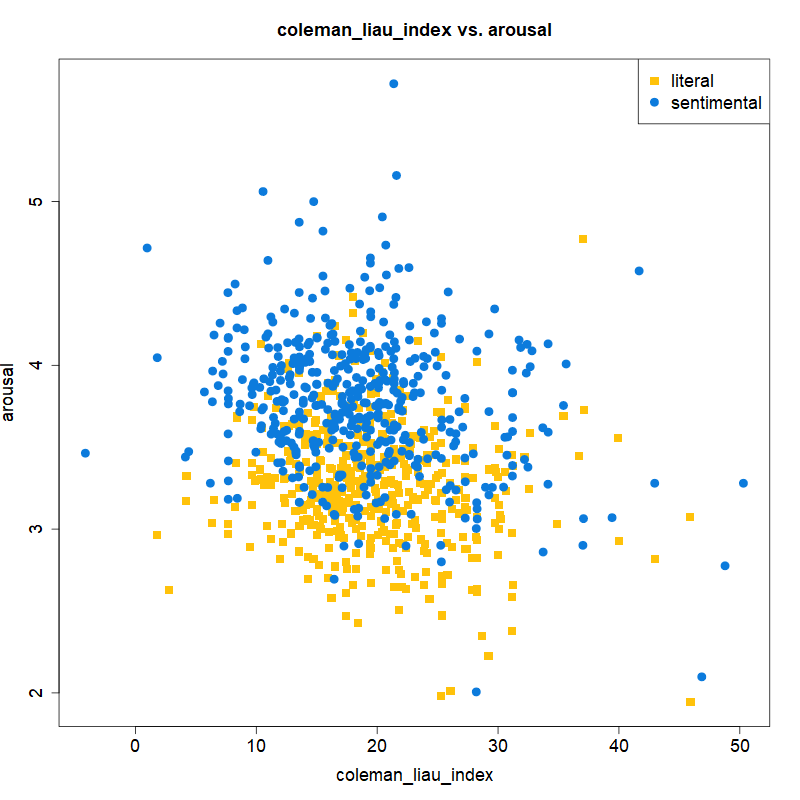 coleman_liau_index vs. arousal
literal
sentimental
5
4
3
2
arousal
0 10 20 30 40 50
coleman_liau_index